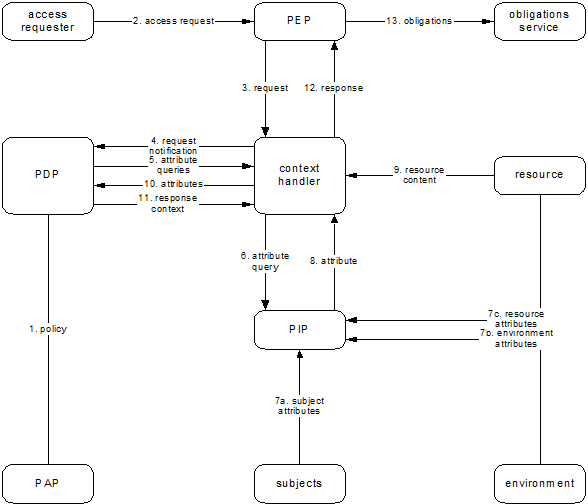 access
requester
2. access request
PEP
13. obligations
obligations
service
3. request
12. response
4. request
notification
5. attribute
queries
10. attributes
11. response
context
PDP
context
handler
9. resource
content
resource
6. attribute
query
8. attribute
1. policy
PIP
7c. resource
attributes
7b. environment
attributes
7a. subject
attributes
PAP
subjects
environment